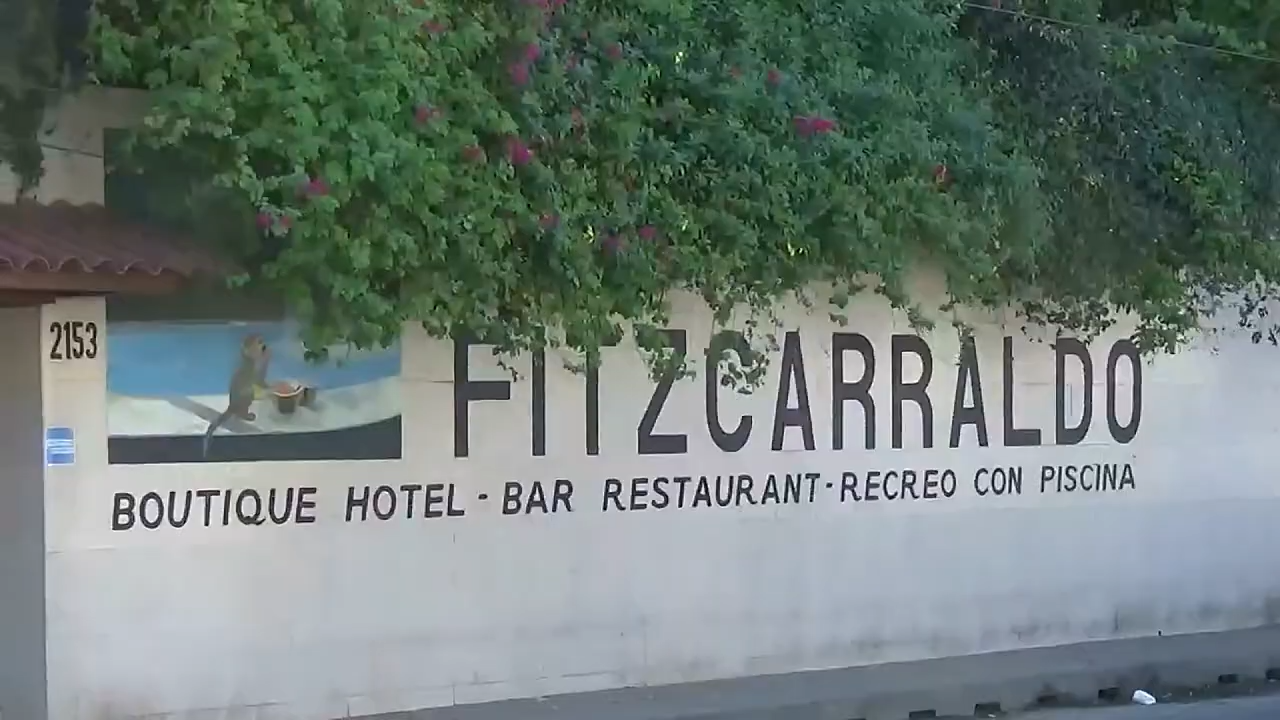 2153
FITZCARRALDO
BOUTIQUE HOTEL - BAR RESTAURANT - RECREO CON PISCINA